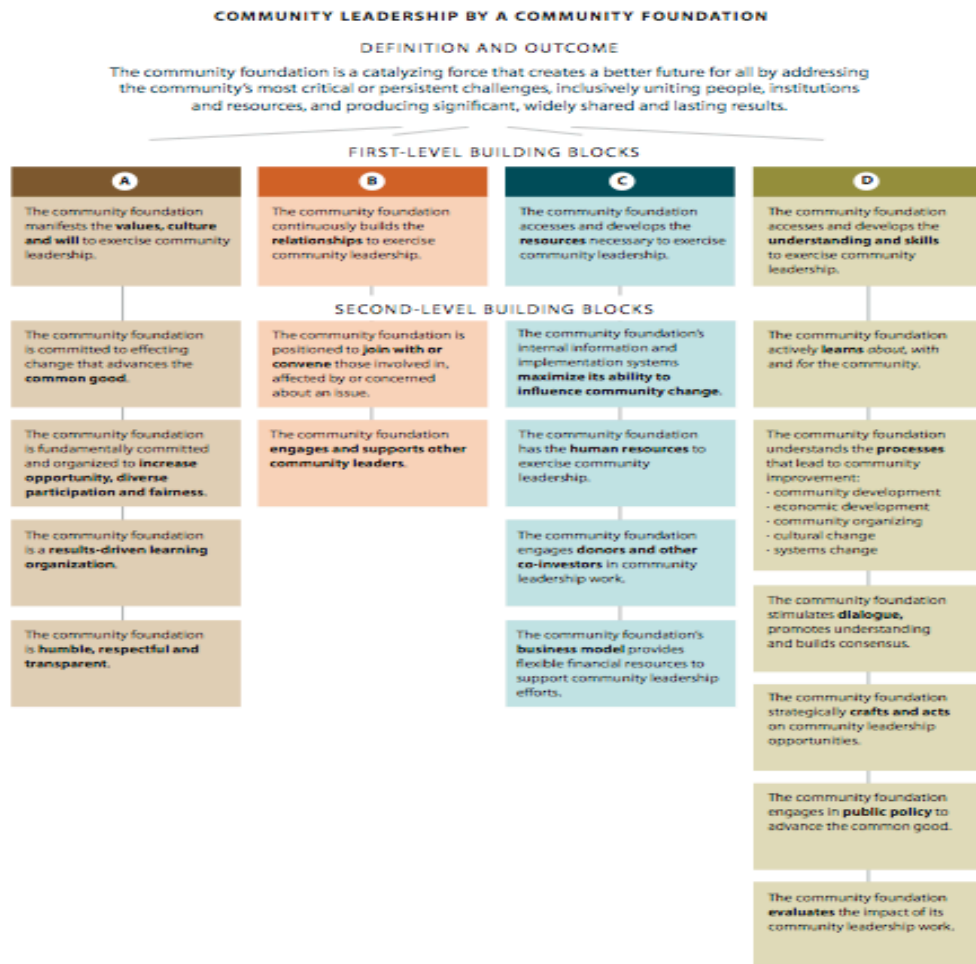 COMMUNITY LEADERSHIP BY A COMMUNITY FOUNDATION
DEFINITION AND OUTCOME
The community foundation is a catalyzing force that creates a better future for all by addressing
the community's most critical or persistent challenges, inclusively uniting people, institutions
and resources, and producing significant, widely shared and lasting results.
FIRST-LEVEL BUILDING BLOCKS
A
The community foundation
manifests the values, culture
and will to exercise community
leadership.
B
The community foundation
continuously builds the
relationships to exercise
community leadership.
C
The community foundation
accesses and develops the
resources necessary to exercise
community leadership.
D
The community foundation
accesses and develops the
understanding and skills
to exercise community
leadership.
SECOND-LEVEL BUILDING BLOCKS
The community foundation
is committed to effecting
change that advances the
common good.
The community foundation
is fundamentally committed
and organized to increase
opportunity, diverse
participation and fairness.
The community foundation
is a results-driven learning
organization.
The community foundation
is humble, respectful and
transparent.
The community foundation is
positioned to join with or
convene those involved in,
affected by or concerned
about an issue.
The community foundation
engages and supports other
community leaders.
The community foundation's
internal information and
implementation systems
maximize its ability to
influence community change.
The community foundation
has the human resources to
exercise community
leadership.
The community foundation
engages donors and other
co-investors in community
leadership work.
The community foundation's
business model provides
flexible financial resources to
support community leadership
efforts.
The community foundation
actively learns about, with
and for the community.
The community foundation
understands the processes
that lead to community
improvement:
- community development
- economic development
- community organizing
- cultural change
- systems change
The community foundation
stimulates dialogue,
promotes understanding
and builds consensus.
The community foundation
strategically crafts and acts
on community leadership
opportunities.
The community foundation
engages in public policy to
advance the common good.
The community foundation
evaluates the impact of its
community leadership work.